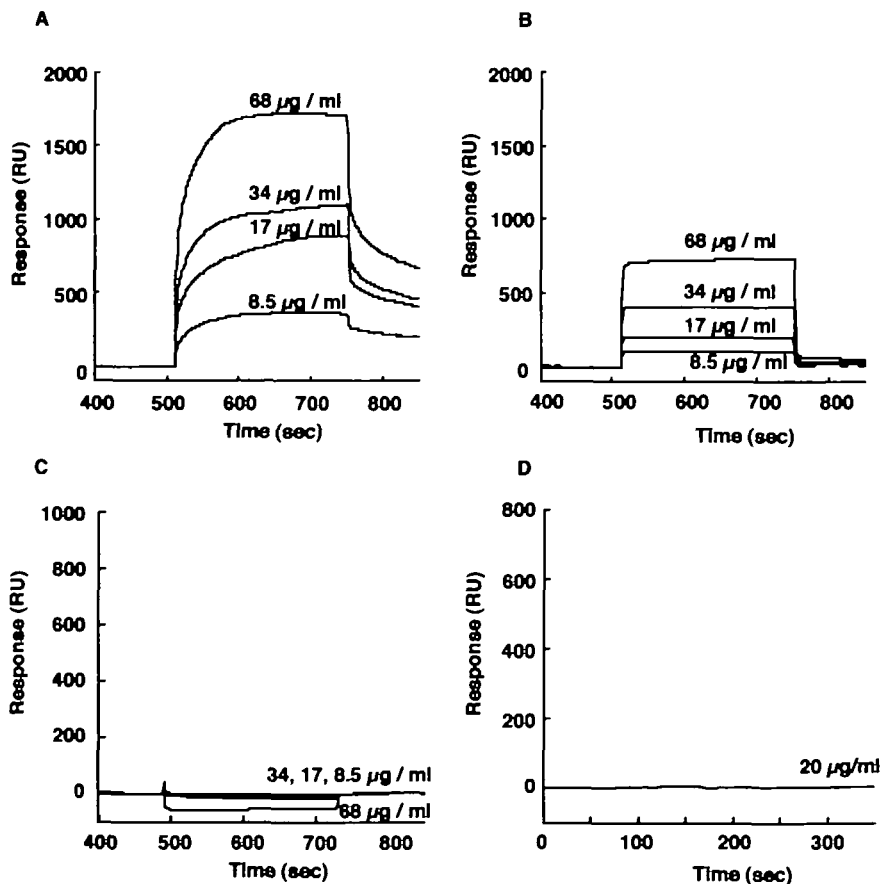 A
2000
1500
1000
500
0
Response (RU)
68 µg / ml
34 µg / ml
17 µg / ml
8.5 µg / ml
400 500 600 700 800
Time (sec)
B
2000
1500
1000
500
0
Response (RU)
68 µg / ml
34 µg / ml
17 µg / ml
8.5 µg / ml
400 500 600 700 800
Time (sec)
C
1000
800
600
400
200
0
Response (RU)
34, 17, 8.5 µg / ml
68 µg / ml
400 500 600 700 800
Time (sec)
D
800
600
400
200
0
Response (RU)
20 µg/ml
0 100 200 300
Time (sec)